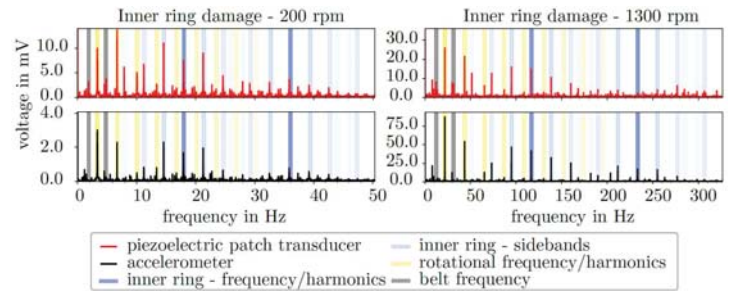 Inner ring damage - 200 rpm
Inner ring damage - 1300 rpm
voltage in mV
10.0
5.0
0.0
30.0
20.0
10.0
0.0
4.0
2.0
0.0
75.0
50.0
25.0
0.0
0 10 20 30 40 50
0 50 100 150 200 250 300
frequency in Hz
frequency in Hz
piezoelectric patch transducer
accelerometer
inner ring - frequency/harmonics
inner ring - sidebands
rotational frequency/harmonics
belt frequency